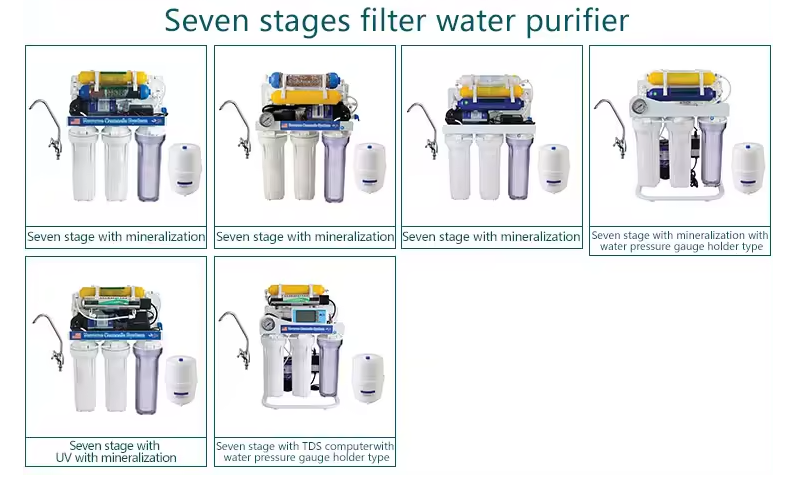 Seven stages filter water purifier
Seven stage with mineralization
Seven stage with mineralization
Seven stage with mineralization
Seven stage with mineralization with
water pressure gauge holder type
Seven stage with
UV with mineralization
Seven stage with TDS computerwith
water pressure gauge holder type